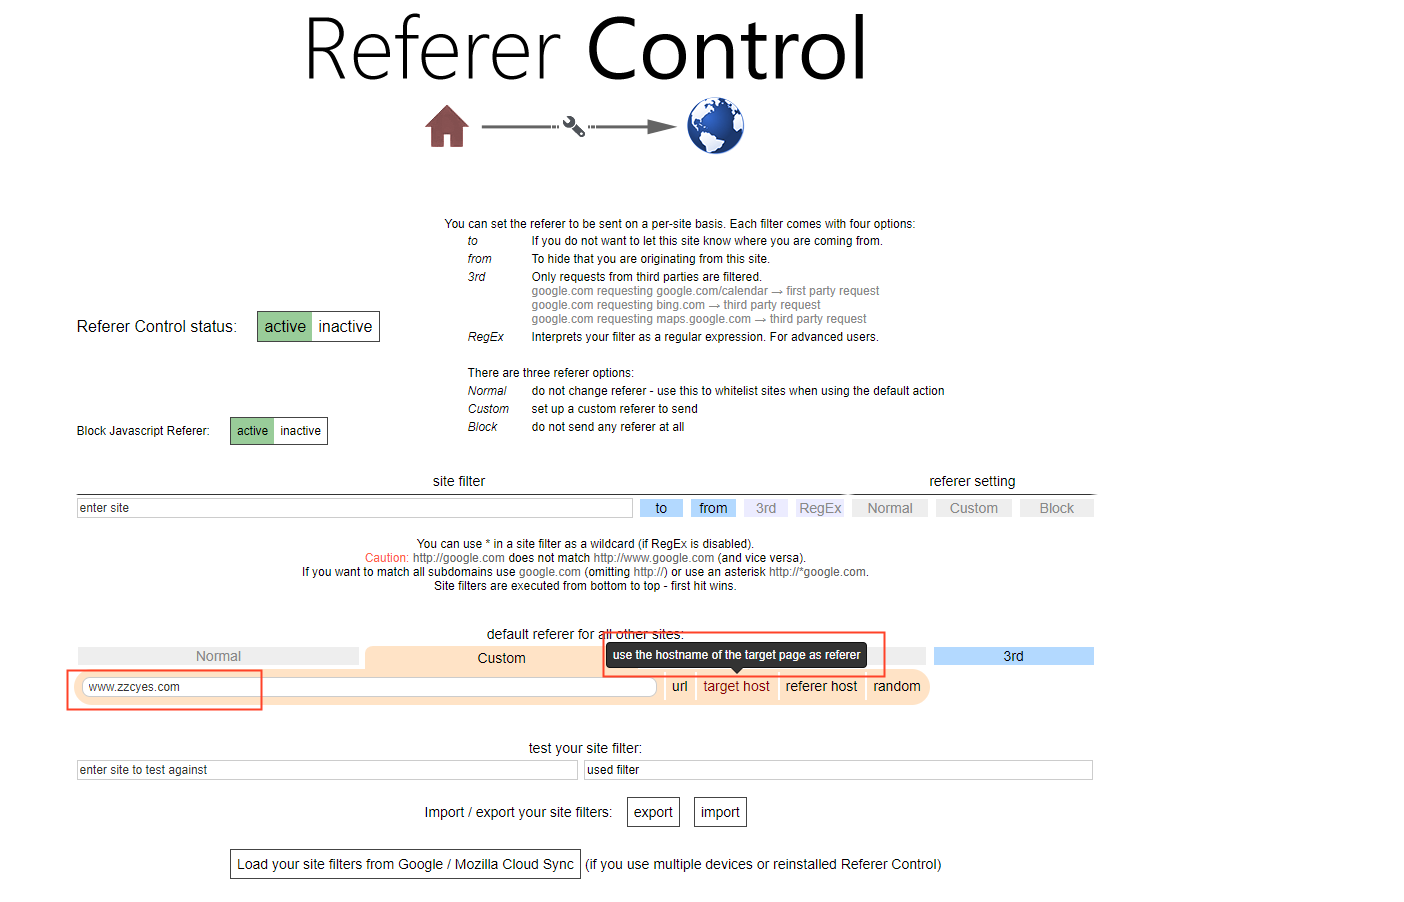 Referer Control
You can set the referer to be sent on a per-site basis. Each filter comes with four options:
to If you do not want to let this site know where you are coming from.
from To hide that you are originating from this site.
3rd Only requests from third parties are filtered.
google.com requesting google.com/calendar → first party request
google.com requesting bing.com → third party request
google.com requesting maps.google.com → third party request
RegEx Interprets your filter as a regular expression. For advanced users.
Referer Control status: active inactive
There are three referer options:
Normal do not change referer - use this to whitelist sites when using the default action
Custom set up a custom referer to send
Block do not send any referer at all
Block Javascript Referer: active inactive
site filter referer setting
enter site to from 3rd RegEx Normal Custom Block
You can use * in a site filter as a wildcard (if RegEx is disabled).
Caution: http://google.com does not match http://www.google.com (and vice versa).
If you want to match all subdomains use google.com (omitting http://) or use an asterisk http://*google.com.
Site filters are executed from bottom to top - first hit wins.
default referer for all other sites:
Normal Custom 3rd
use the hostname of the target page as referer
www.zzcyes.com url target host referer host random
test your site filter:
enter site to test against used filter
Import / export your site filters: export import
Load your site filters from Google / Mozilla Cloud Sync (if you use multiple devices or reinstalled Referer Control)